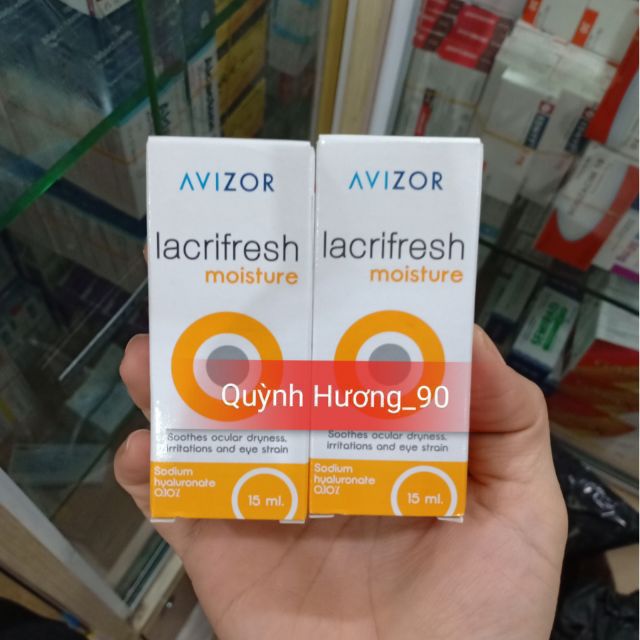 AVIZOR
lacrifresh
moisture
Soothes ocular dryness,
irritations and eye strain
Sodium
hyaluronate
0.10%
15 ml.
AVIZOR
lacrifresh
moisture
Soothes ocular dryness,
irritations and eye strain
Sodium
hyaluronate
0.10%
15 ml.
Quỳnh Hương_90